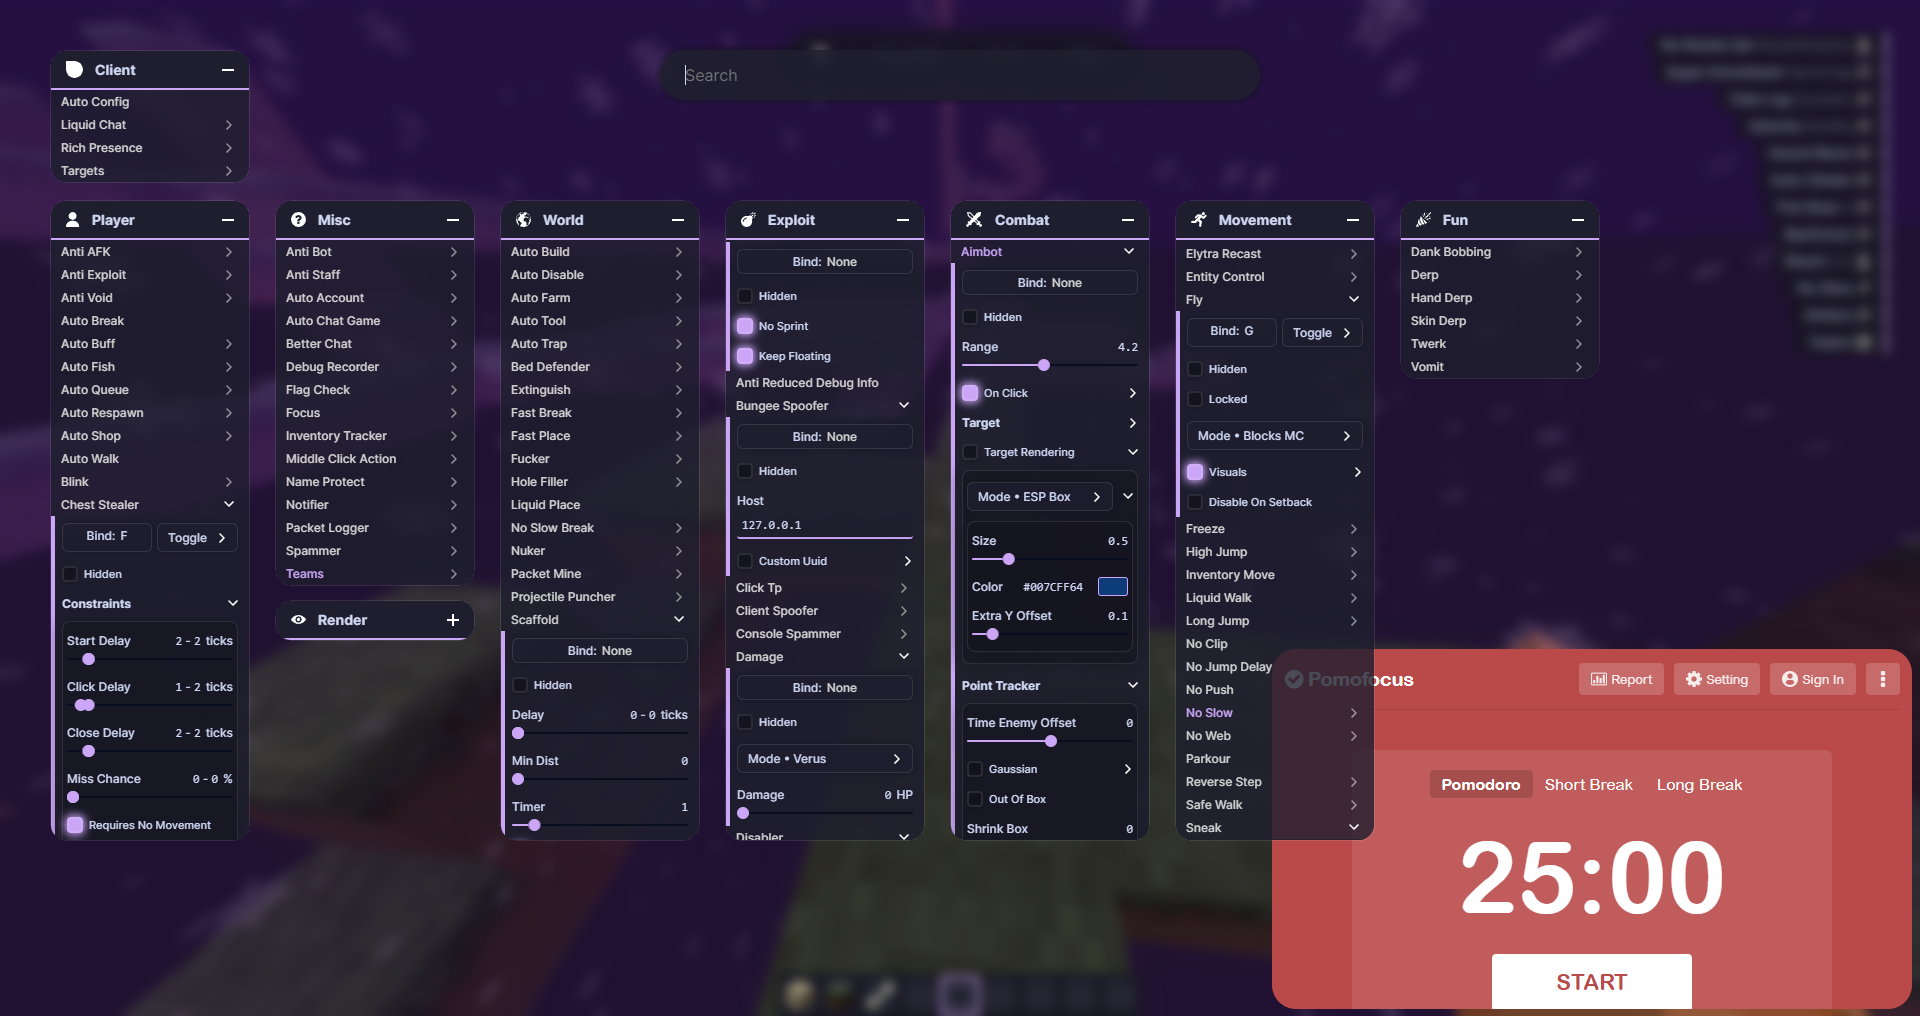 Client
Auto Config
Liquid Chat
Rich Presence
Targets
Search
Player
Anti AFK
Anti Exploit
Anti Void
Auto Break
Auto Buff
Auto Fish
Auto Queue
Auto Respawn
Auto Shop
Auto Walk
Blink
Chest Stealer
Bind: F
Toggle
Hidden
Constraints
Start Delay 2 - 2 ticks
Click Delay 1 - 2 ticks
Close Delay 2 - 2 ticks
Miss Chance 0 - 0 %
Requires No Movement
Misc
Anti Bot
Anti Staff
Auto Account
Auto Chat Game
Better Chat
Debug Recorder
Flag Check
Focus
Inventory Tracker
Middle Click Action
Name Protect
Notifier
Packet Logger
Spammer
Teams
Render
World
Auto Build
Auto Disable
Auto Farm
Auto Tool
Auto Trap
Bed Defender
Extinguish
Fast Break
Fast Place
Fucker
Hole Filler
Liquid Place
No Slow Break
Nuker
Packet Mine
Projectile Puncher
Scaffold
Bind: None
Hidden
Delay 0 - 0 ticks
Min Dist 0
Timer 1
Exploit
Bind: None
Hidden
No Sprint
Keep Floating
Anti Reduced Debug Info
Bungee Spoofer
Bind: None
Hidden
Host
127.0.0.1
Custom Uuid
Click Tp
Client Spoofer
Console Spammer
Damage
Bind: None
Hidden
Mode • Verus
Damage 0 HP
Disabler
Combat
Aimbot
Bind: None
Hidden
Range 4.2
On Click
Target
Target Rendering
Mode • ESP Box
Size 0.5
Color #007CFF64
Extra Y Offset 0.1
Point Tracker
Time Enemy Offset 0
Gaussian
Out Of Box
Shrink Box 0
Movement
Elytra Recast
Entity Control
Fly
Bind: G
Toggle
Hidden
Locked
Mode • Blocks MC
Visuals
Disable On Setback
Freeze
High Jump
Inventory Move
Liquid Walk
Long Jump
No Clip
No Jump Delay
No Push
No Slow
No Web
Parkour
Reverse Step
Safe Walk
Sneak
Fun
Dank Bobbing
Derp
Hand Derp
Skin Derp
Twerk
Vomit
Pomofocus
Report
Setting
Sign In
Pomodoro
Short Break
Long Break
25:00
START